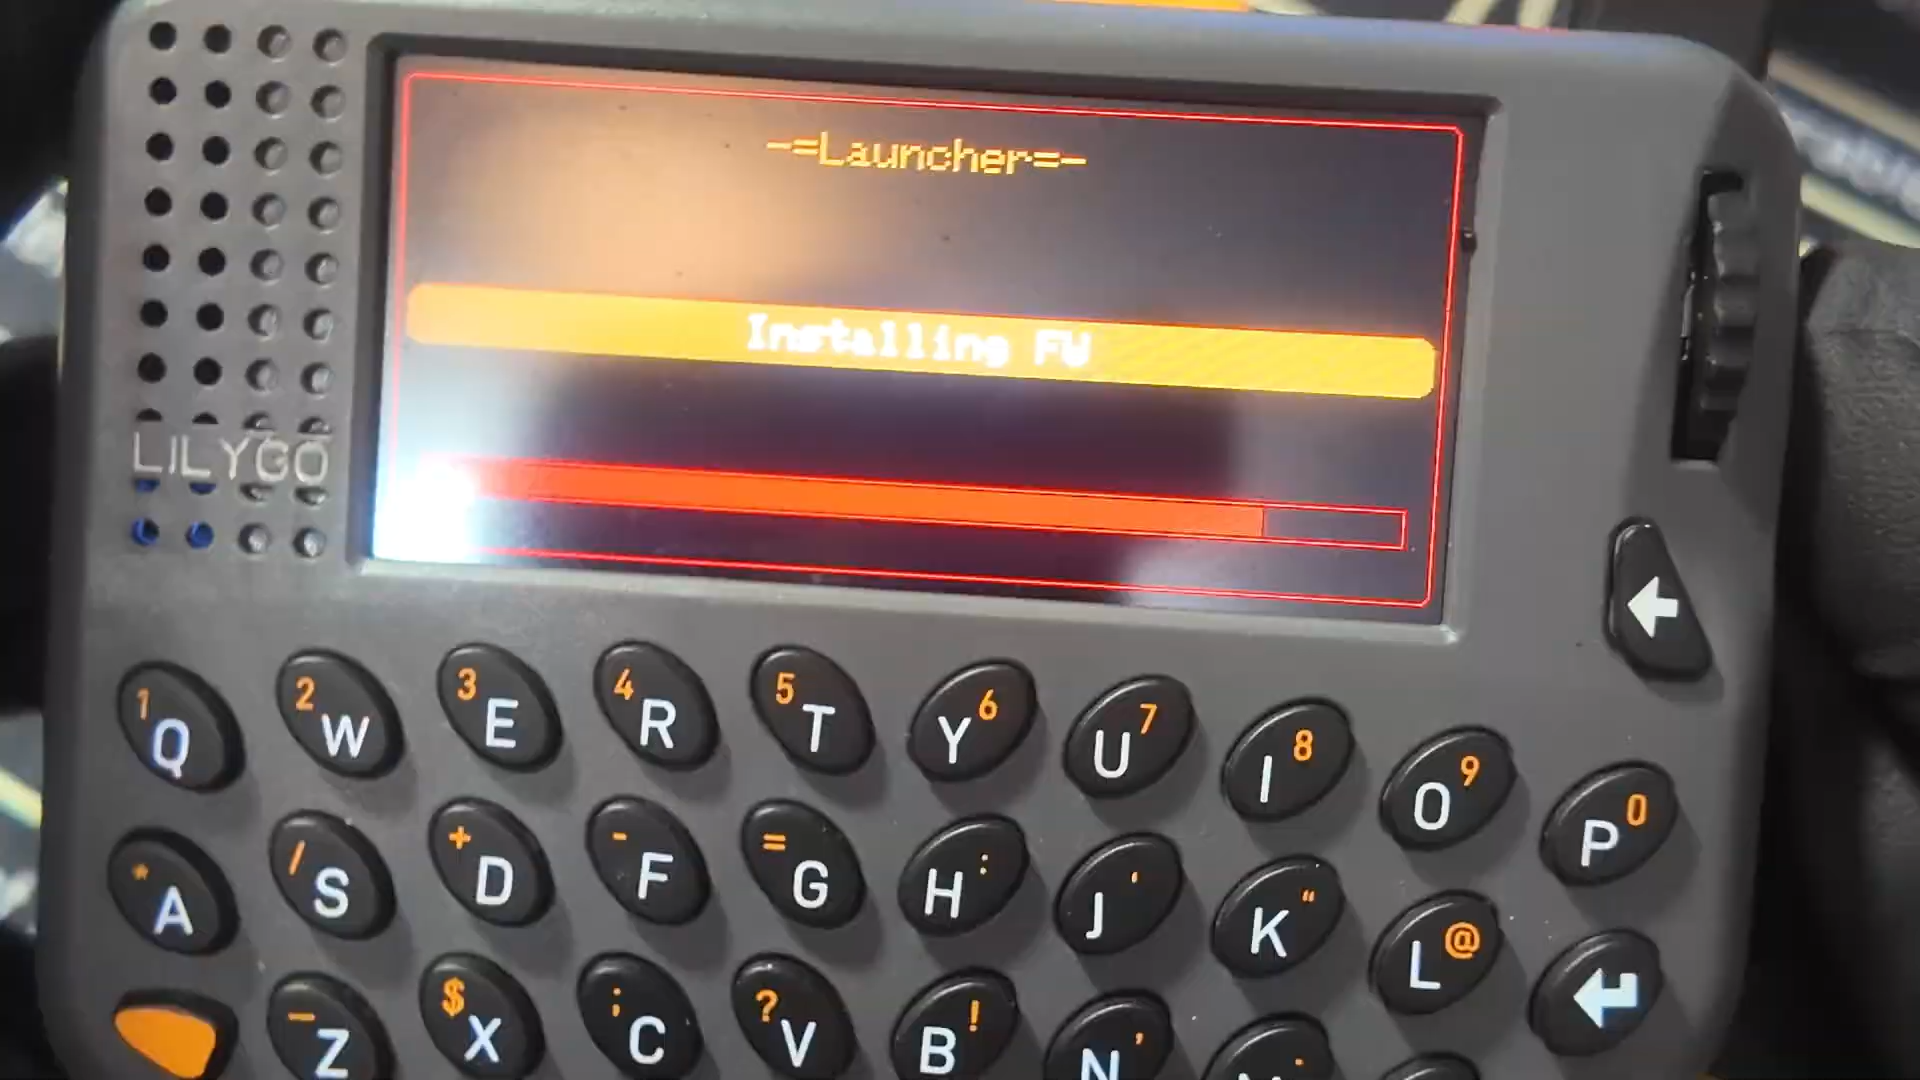 -=Launcher=-
Installing FW
LILYGO
1 Q 2 W 3 E 4 R 5 T Y 6 U 7 I 8 O 9 P 0
* A / S + D - F = G H : J ' K " L @
_ Z $ X ; C ? V B ! N ,